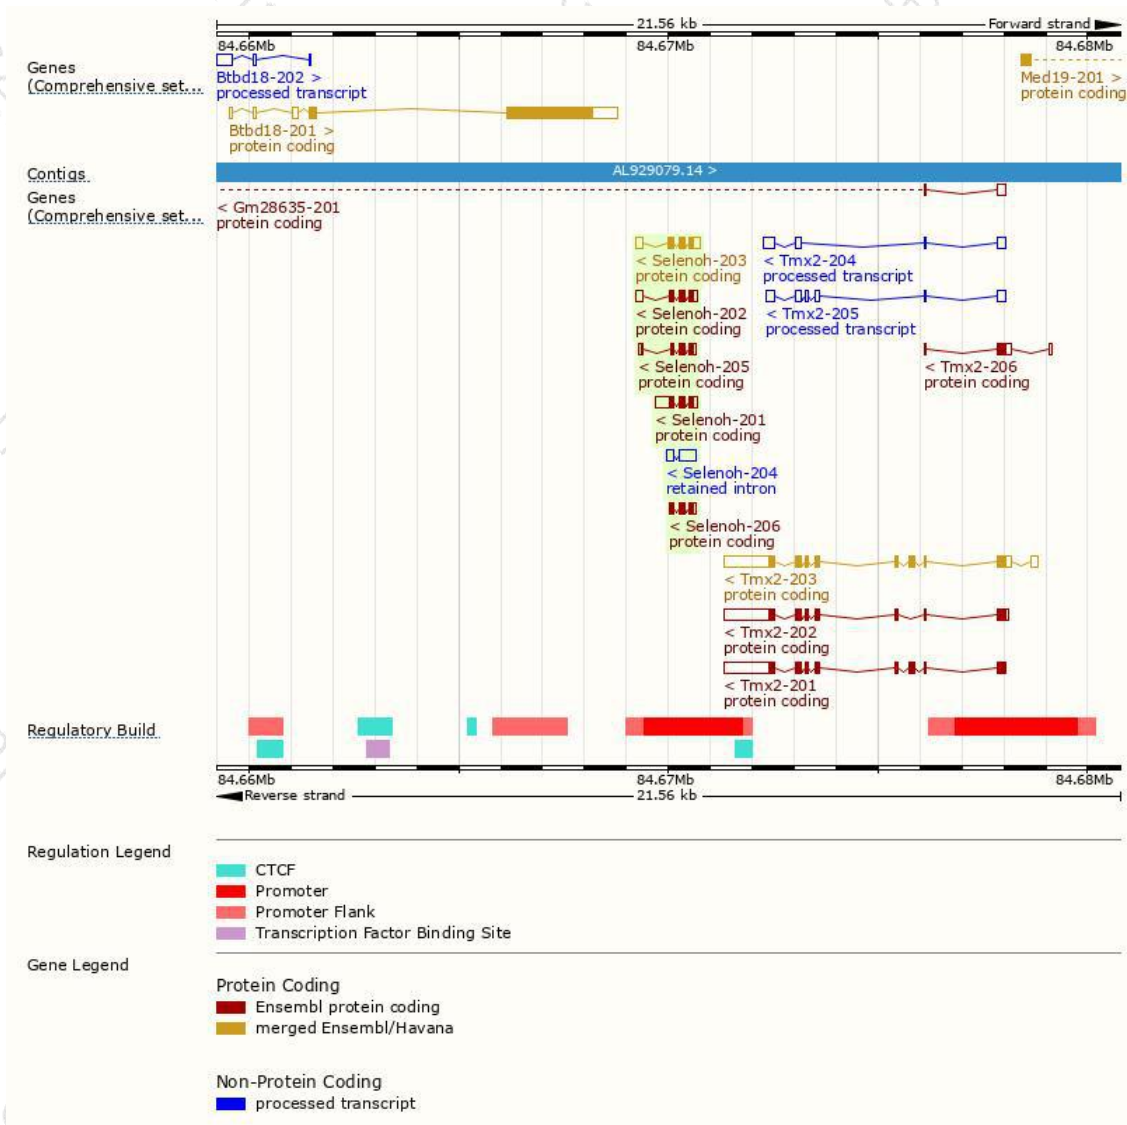 21.56 kb Forward strand
84.66Mb 84.67Mb 84.68Mb
Genes
(Comprehensive set...
Btbd18-202 >
processed transcript
Med19-201 >
protein coding
Btbd18-201 >
protein coding
Contigs
AL929079.14 >
Genes
(Comprehensive set...
< Gm28635-201
protein coding
< Selenoh-203
protein coding
< Tmx2-204
processed transcript
< Selenoh-202
protein coding
< Tmx2-205
processed transcript
< Selenoh-205
protein coding
< Tmx2-206
protein coding
< Selenoh-201
protein coding
< Selenoh-204
retained intron
< Selenoh-206
protein coding
< Tmx2-203
protein coding
< Tmx2-202
protein coding
< Tmx2-201
protein coding
Regulatory Build
84.66Mb 84.67Mb 84.68Mb
Reverse strand 21.56 kb
Regulation Legend
CTCF
Promoter
Promoter Flank
Transcription Factor Binding Site
Gene Legend
Protein Coding
Ensembl protein coding
merged Ensembl/Havana
Non-Protein Coding
processed transcript